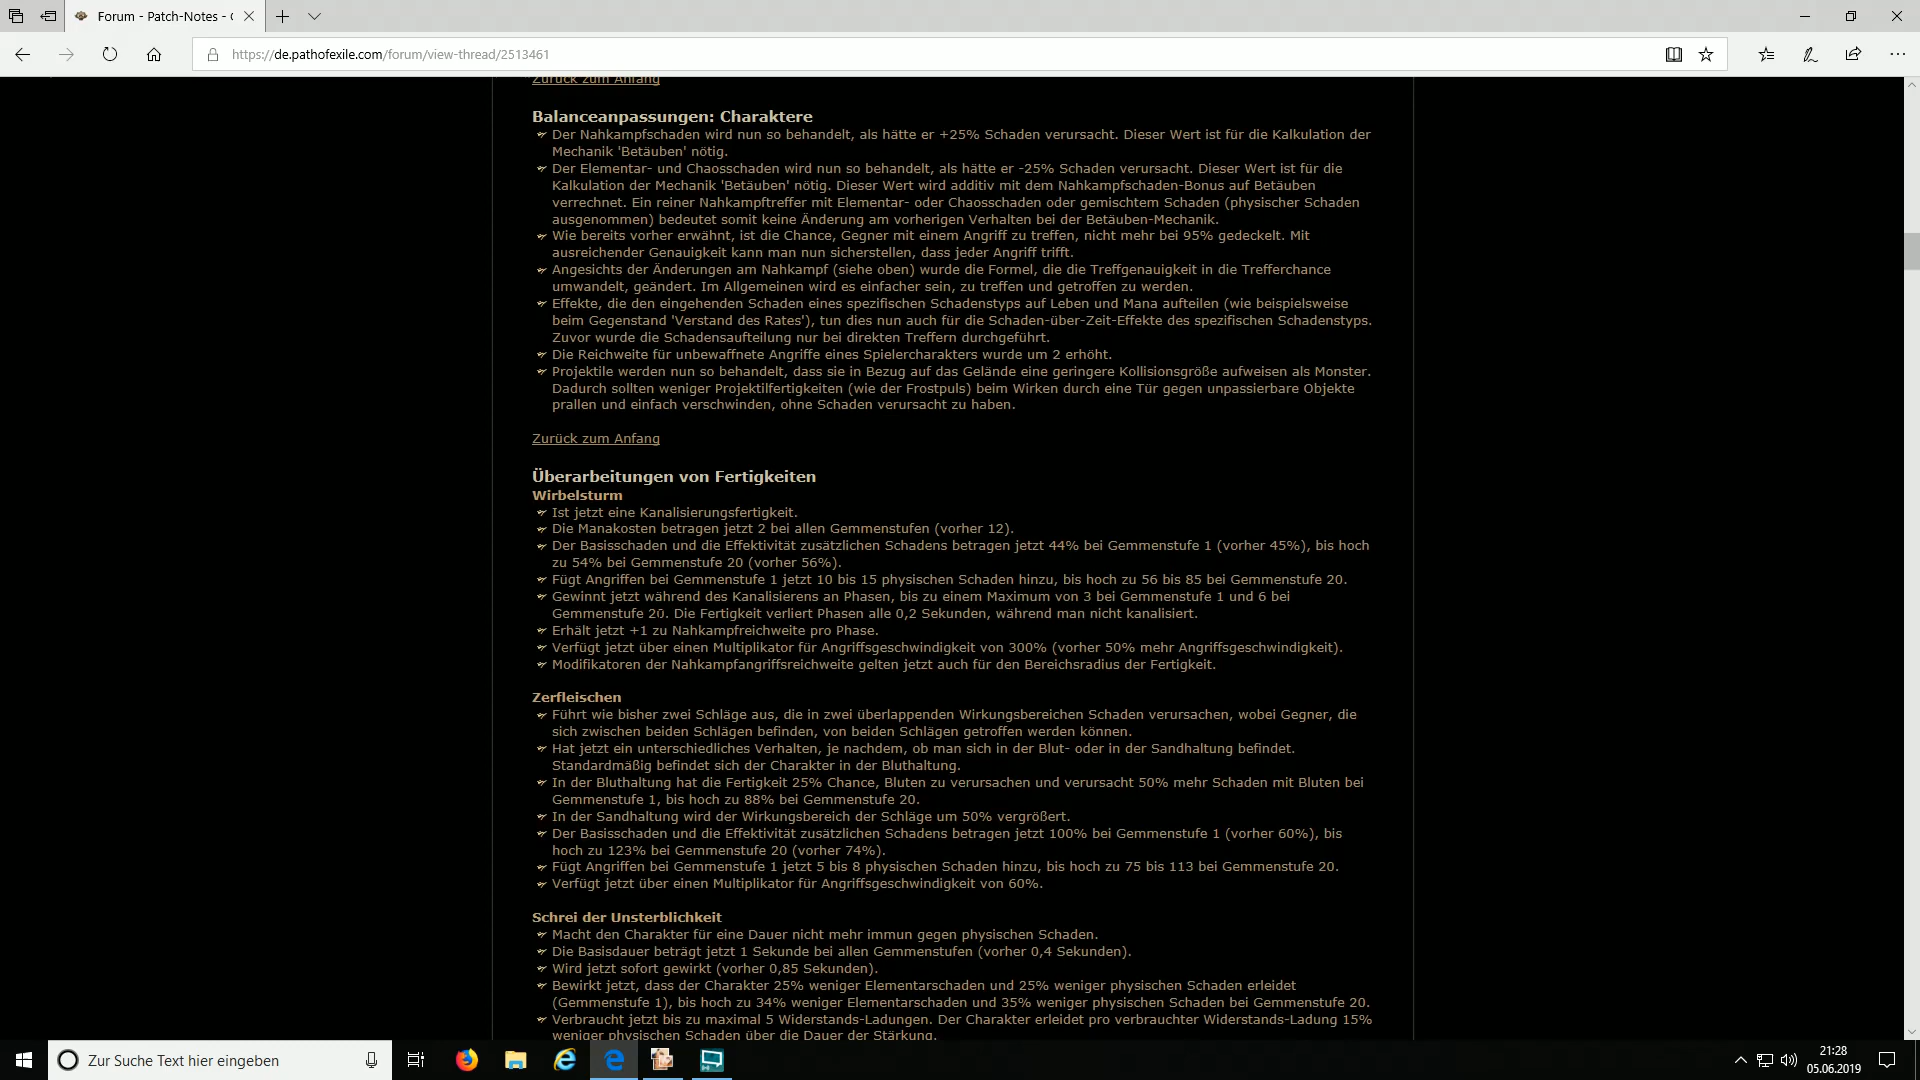 Forum - Patch-Notes - 
https://de.pathofexile.com/forum/view-thread/2513461
Zurück zum Anfang
Balanceanpassungen: Charaktere
Der Nahkampfschaden wird nun so behandelt, als hätte er +25% Schaden verursacht. Dieser Wert ist für die Kalkulation der
Mechanik 'Betäuben' nötig.
Der Elementar- und Chaosschaden wird nun so behandelt, als hätte er -25% Schaden verursacht. Dieser Wert ist für die
Kalkulation der Mechanik 'Betäuben' nötig. Dieser Wert wird additiv mit dem Nahkampfschaden-Bonus auf Betäuben
verrechnet. Ein reiner Nahkampftreffer mit Elementar- oder Chaosschaden oder gemischtem Schaden (physischer Schaden
ausgenommen) bedeutet somit keine Änderung am vorherigen Verhalten bei der Betäuben-Mechanik.
Wie bereits vorher erwähnt, ist die Chance, Gegner mit einem Angriff zu treffen, nicht mehr bei 95% gedeckelt. Mit
ausreichender Genauigkeit kann man nun sicherstellen, dass jeder Angriff trifft.
Angesichts der Änderungen am Nahkampf (siehe oben) wurde die Formel, die die Treffgenauigkeit in die Trefferchance
umwandelt, geändert. Im Allgemeinen wird es einfacher sein, zu treffen und getroffen zu werden.
Effekte, die den eingehenden Schaden eines spezifischen Schadenstyps auf Leben und Mana aufteilen (wie beispielsweise
beim Gegenstand 'Verstand des Rates'), tun dies nun auch für die Schaden-über-Zeit-Effekte des spezifischen Schadenstyps.
Zuvor wurde die Schadensaufteilung nur bei direkten Treffern durchgeführt.
Die Reichweite für unbewaffnete Angriffe eines Spielercharakters wurde um 2 erhöht.
Projektile werden nun so behandelt, dass sie in Bezug auf das Gelände eine geringere Kollisionsgröße aufweisen als Monster.
Dadurch sollten weniger Projektilfertigkeiten (wie der Frostpuls) beim Wirken durch eine Tür gegen unpassierbare Objekte
prallen und einfach verschwinden, ohne Schaden verursacht zu haben.
Zurück zum Anfang
Überarbeitungen von Fertigkeiten
Wirbelsturm
Ist jetzt eine Kanalisierungsfertigkeit.
Die Manakosten betragen jetzt 2 bei allen Gemmenstufen (vorher 12).
Der Basisschaden und die Effektivität zusätzlichen Schadens betragen jetzt 44% bei Gemmenstufe 1 (vorher 45%), bis hoch
zu 54% bei Gemmenstufe 20 (vorher 56%).
Fügt Angriffen bei Gemmenstufe 1 jetzt 10 bis 15 physischen Schaden hinzu, bis hoch zu 56 bis 85 bei Gemmenstufe 20.
Gewinnt jetzt während des Kanalisierens an Phasen, bis zu einem Maximum von 3 bei Gemmenstufe 1 und 6 bei
Gemmenstufe 20. Die Fertigkeit verliert Phasen alle 0,2 Sekunden, während man nicht kanalisiert.
Erhält jetzt +1 zu Nahkampfreichweite pro Phase.
Verfügt jetzt über einen Multiplikator für Angriffsgeschwindigkeit von 300% (vorher 50% mehr Angriffsgeschwindigkeit).
Modifikatoren der Nahkampfangriffsreichweite gelten jetzt auch für den Bereichsradius der Fertigkeit.
Zerfleischen
Führt wie bisher zwei Schläge aus, die in zwei überlappenden Wirkungsbereichen Schaden verursachen, wobei Gegner, die
sich zwischen beiden Schlägen befinden, von beiden Schlägen getroffen werden können.
Hat jetzt ein unterschiedliches Verhalten, je nachdem, ob man sich in der Blut- oder in der Sandhaltung befindet.
Standardmäßig befindet sich der Charakter in der Bluthaltung.
In der Bluthaltung hat die Fertigkeit 25% Chance, Bluten zu verursachen und verursacht 50% mehr Schaden mit Bluten bei
Gemmenstufe 1, bis hoch zu 88% bei Gemmenstufe 20.
In der Sandhaltung wird der Wirkungsbereich der Schläge um 50% vergrößert.
Der Basisschaden und die Effektivität zusätzlichen Schadens betragen jetzt 100% bei Gemmenstufe 1 (vorher 60%), bis
hoch zu 123% bei Gemmenstufe 20 (vorher 74%).
Fügt Angriffen bei Gemmenstufe 1 jetzt 5 bis 8 physischen Schaden hinzu, bis hoch zu 75 bis 113 bei Gemmenstufe 20.
Verfügt jetzt über einen Multiplikator für Angriffsgeschwindigkeit von 60%.
Schrei der Unsterblichkeit
Macht den Charakter für eine Dauer nicht mehr immun gegen physischen Schaden.
Die Basisdauer beträgt jetzt 1 Sekunde bei allen Gemmenstufen (vorher 0,4 Sekunden).
Wird jetzt sofort gewirkt (vorher 0,85 Sekunden).
Bewirkt jetzt, dass der Charakter 25% weniger Elementarschaden und 25% weniger physischen Schaden erleidet
(Gemmenstufe 1), bis hoch zu 34% weniger Elementarschaden und 35% weniger physischen Schaden bei Gemmenstufe 20.
Verbraucht jetzt bis zu maximal 5 Widerstands-Ladungen. Der Charakter erleidet pro verbrauchter Widerstands-Ladung 15%
weniger physischen Schaden über die Dauer der Stärkung.
Zur Suche Text hier eingeben
21:28
05.06.2019